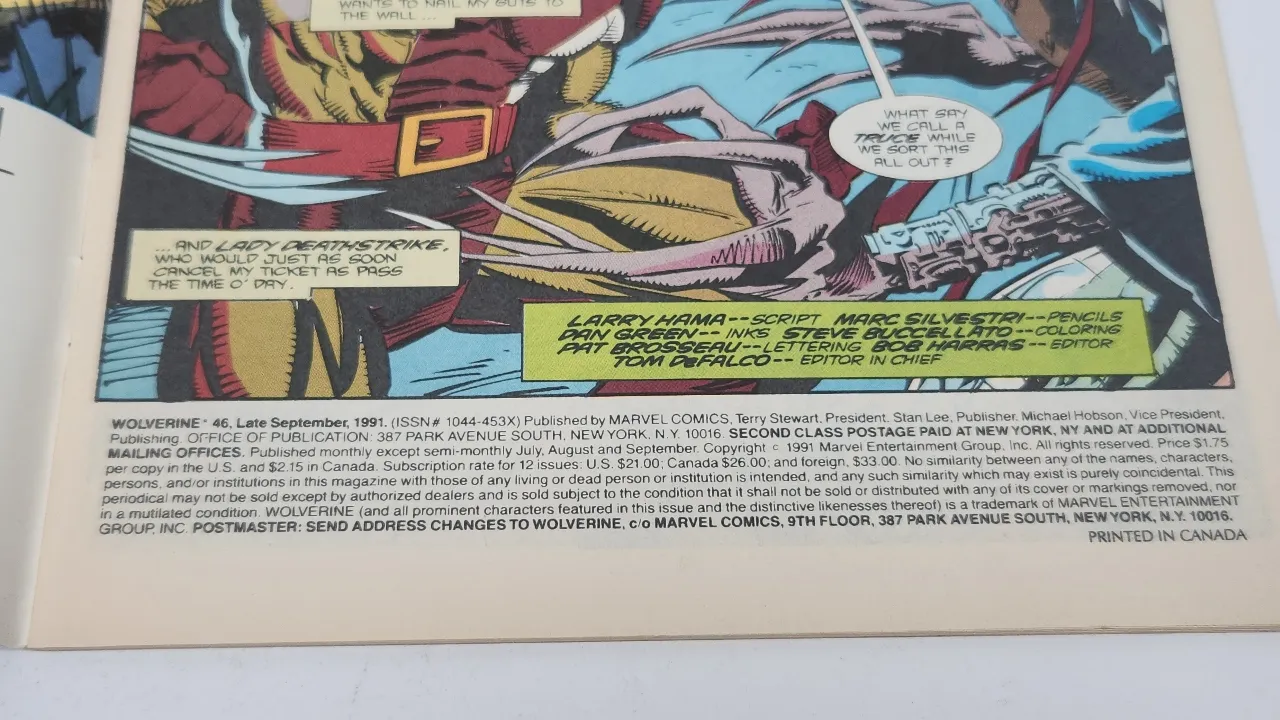 WANTS TO NAIL MY GUTS TO
THE WALL ...
WHAT SAY
WE CALL A
TRUCE WHILE
WE SORT THIS
ALL OUT?
... AND LADY DEATHSTRIKE,
WHO WOULD JUST AS SOON
CANCEL MY TICKET AS PASS
THE TIME O' DAY.
LARRY HAMA--SCRIPT MARC SILVESTRI--PENCILS
DAN GREEN--INKS STEVE BUCCELLATO--COLORING
PAT BROSSEAU--LETTERING BOB HARRAS--EDITOR
TOM DeFALCO--EDITOR IN CHIEF
WOLVERINE 46, Late September, 1991. (ISSN# 1044-453X) Published by MARVEL COMICS, Terry Stewart, President. Stan Lee, Publisher. Michael Hobson, Vice President,
Publishing. OFFICE OF PUBLICATION: 387 PARK AVENUE SOUTH, NEW YORK, N.Y. 10016. SECOND CLASS POSTAGE PAID AT NEW YORK, NY AND AT ADDITIONAL
MAILING OFFICES. Published monthly except semi-monthly July, August and September. Copyright © 1991 Marvel Entertainment Group, Inc. All rights reserved. Price $1.75
per copy in the U.S. and $2.15 in Canada. Subscription rate for 12 issues: U.S. $21.00; Canada $26.00; and foreign, $33.00. No similarity between any of the names, characters,
persons, and/or institutions in this magazine with those of any living or dead person or institution is intended, and any such similarity which may exist is purely coincidental. This
periodical may not be sold except by authorized dealers and is sold subject to the condition that it shall not be sold or distributed with any of its cover or markings removed, nor
in a mutilated condition. WOLVERINE (and all prominent characters featured in this issue and the distinctive likenesses thereof) is a trademark of MARVEL ENTERTAINMENT
GROUP, INC. POSTMASTER: SEND ADDRESS CHANGES TO WOLVERINE, c/o MARVEL COMICS, 9TH FLOOR, 387 PARK AVENUE SOUTH, NEW YORK, N.Y. 10016.
PRINTED IN CANADA